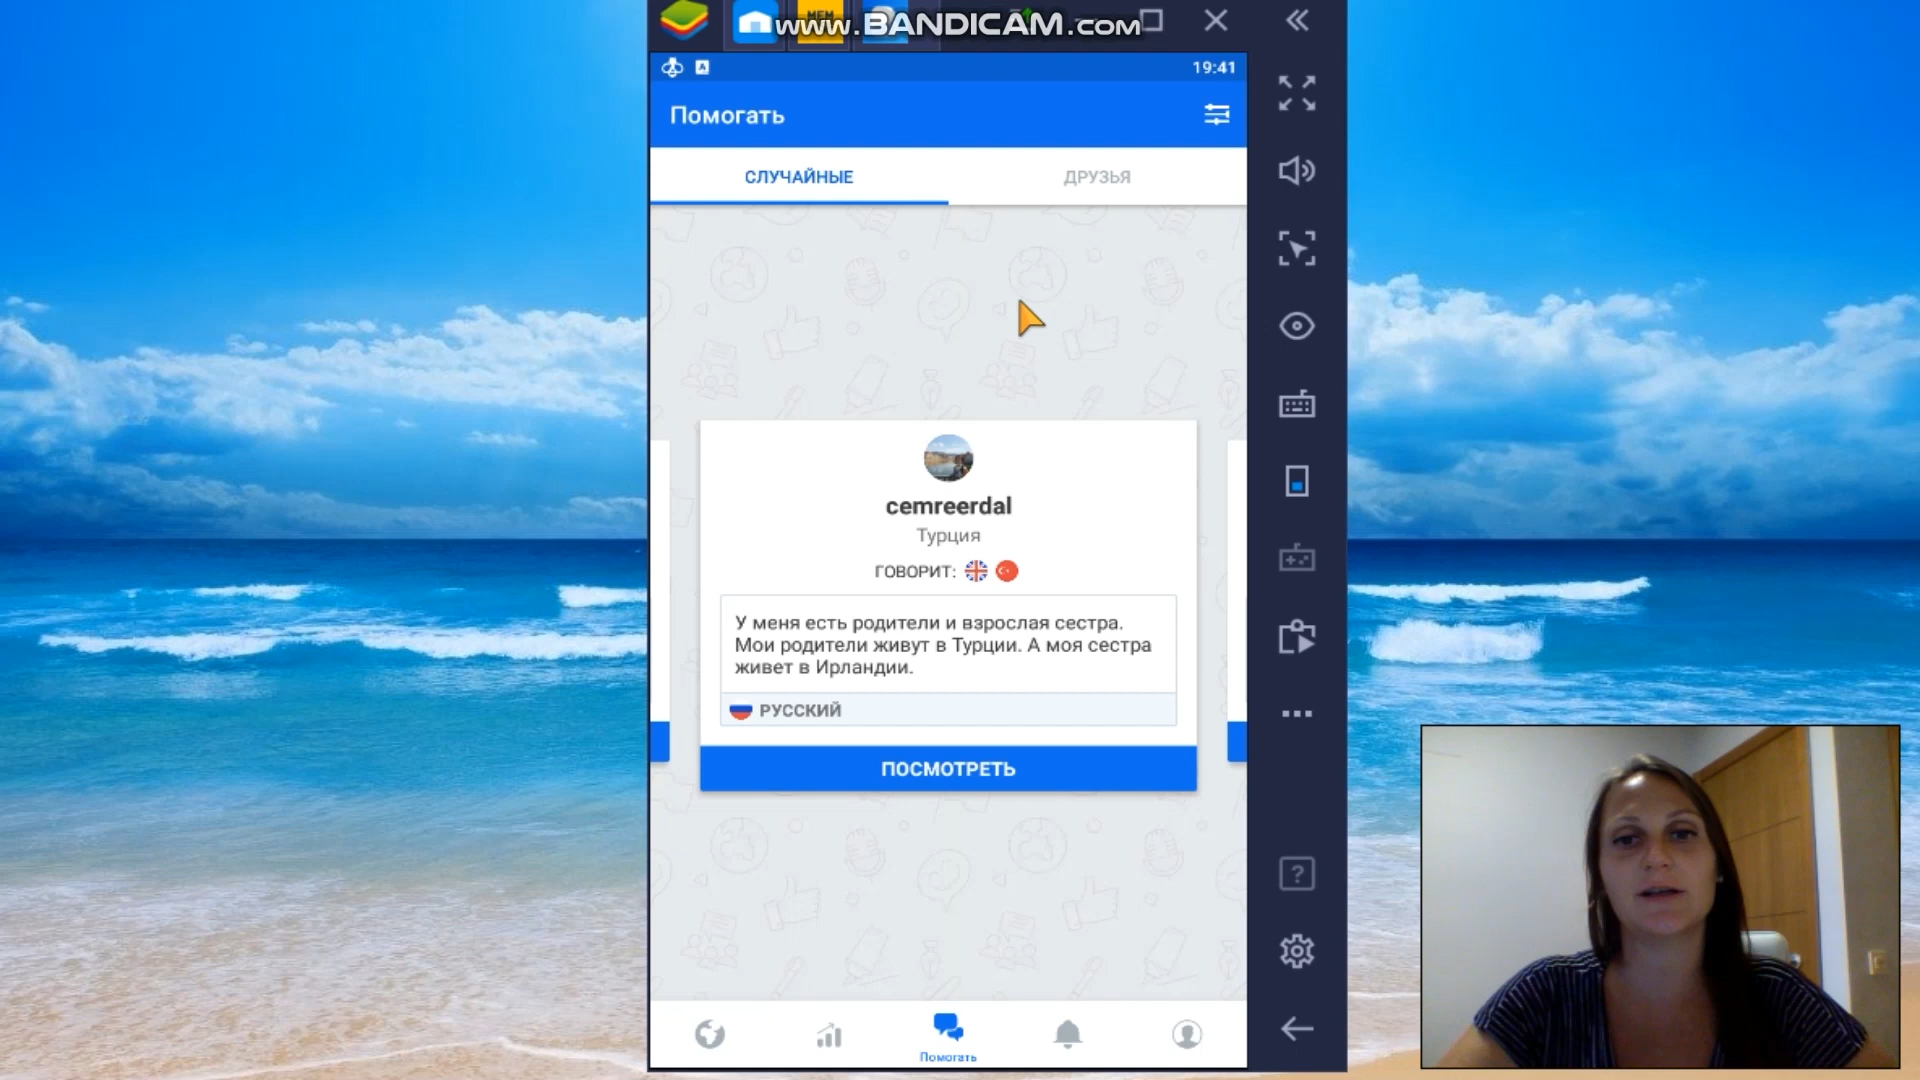 www.BANDICAM.com
19:41
Помогать
СЛУЧАЙНЫЕ
ДРУЗЬЯ
cemreerdal
Турция
ГОВОРИТ:
У меня есть родители и взрослая сестра.
Мои родители живут в Турции. А моя сестра
живет в Ирландии.
РУССКИЙ
ПОСМОТРЕТЬ
Помогать